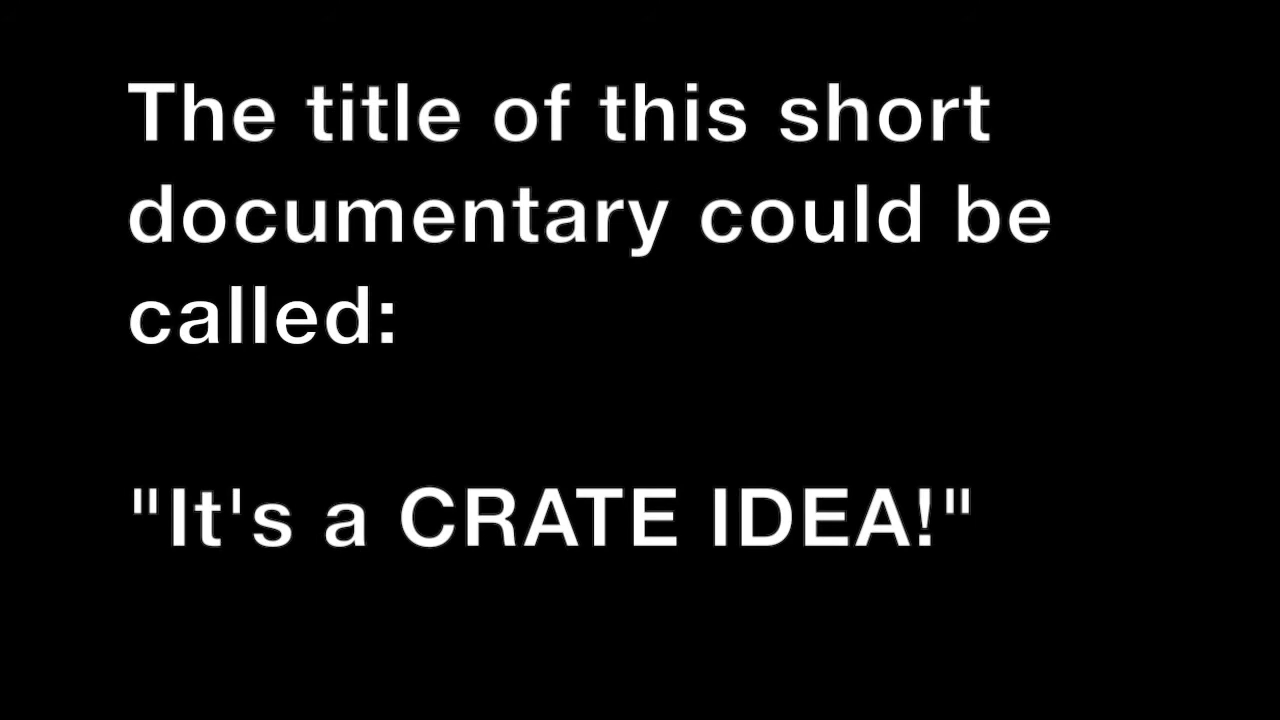 The title of this short
documentary could be
called:
"It's a CRATE IDEA!"